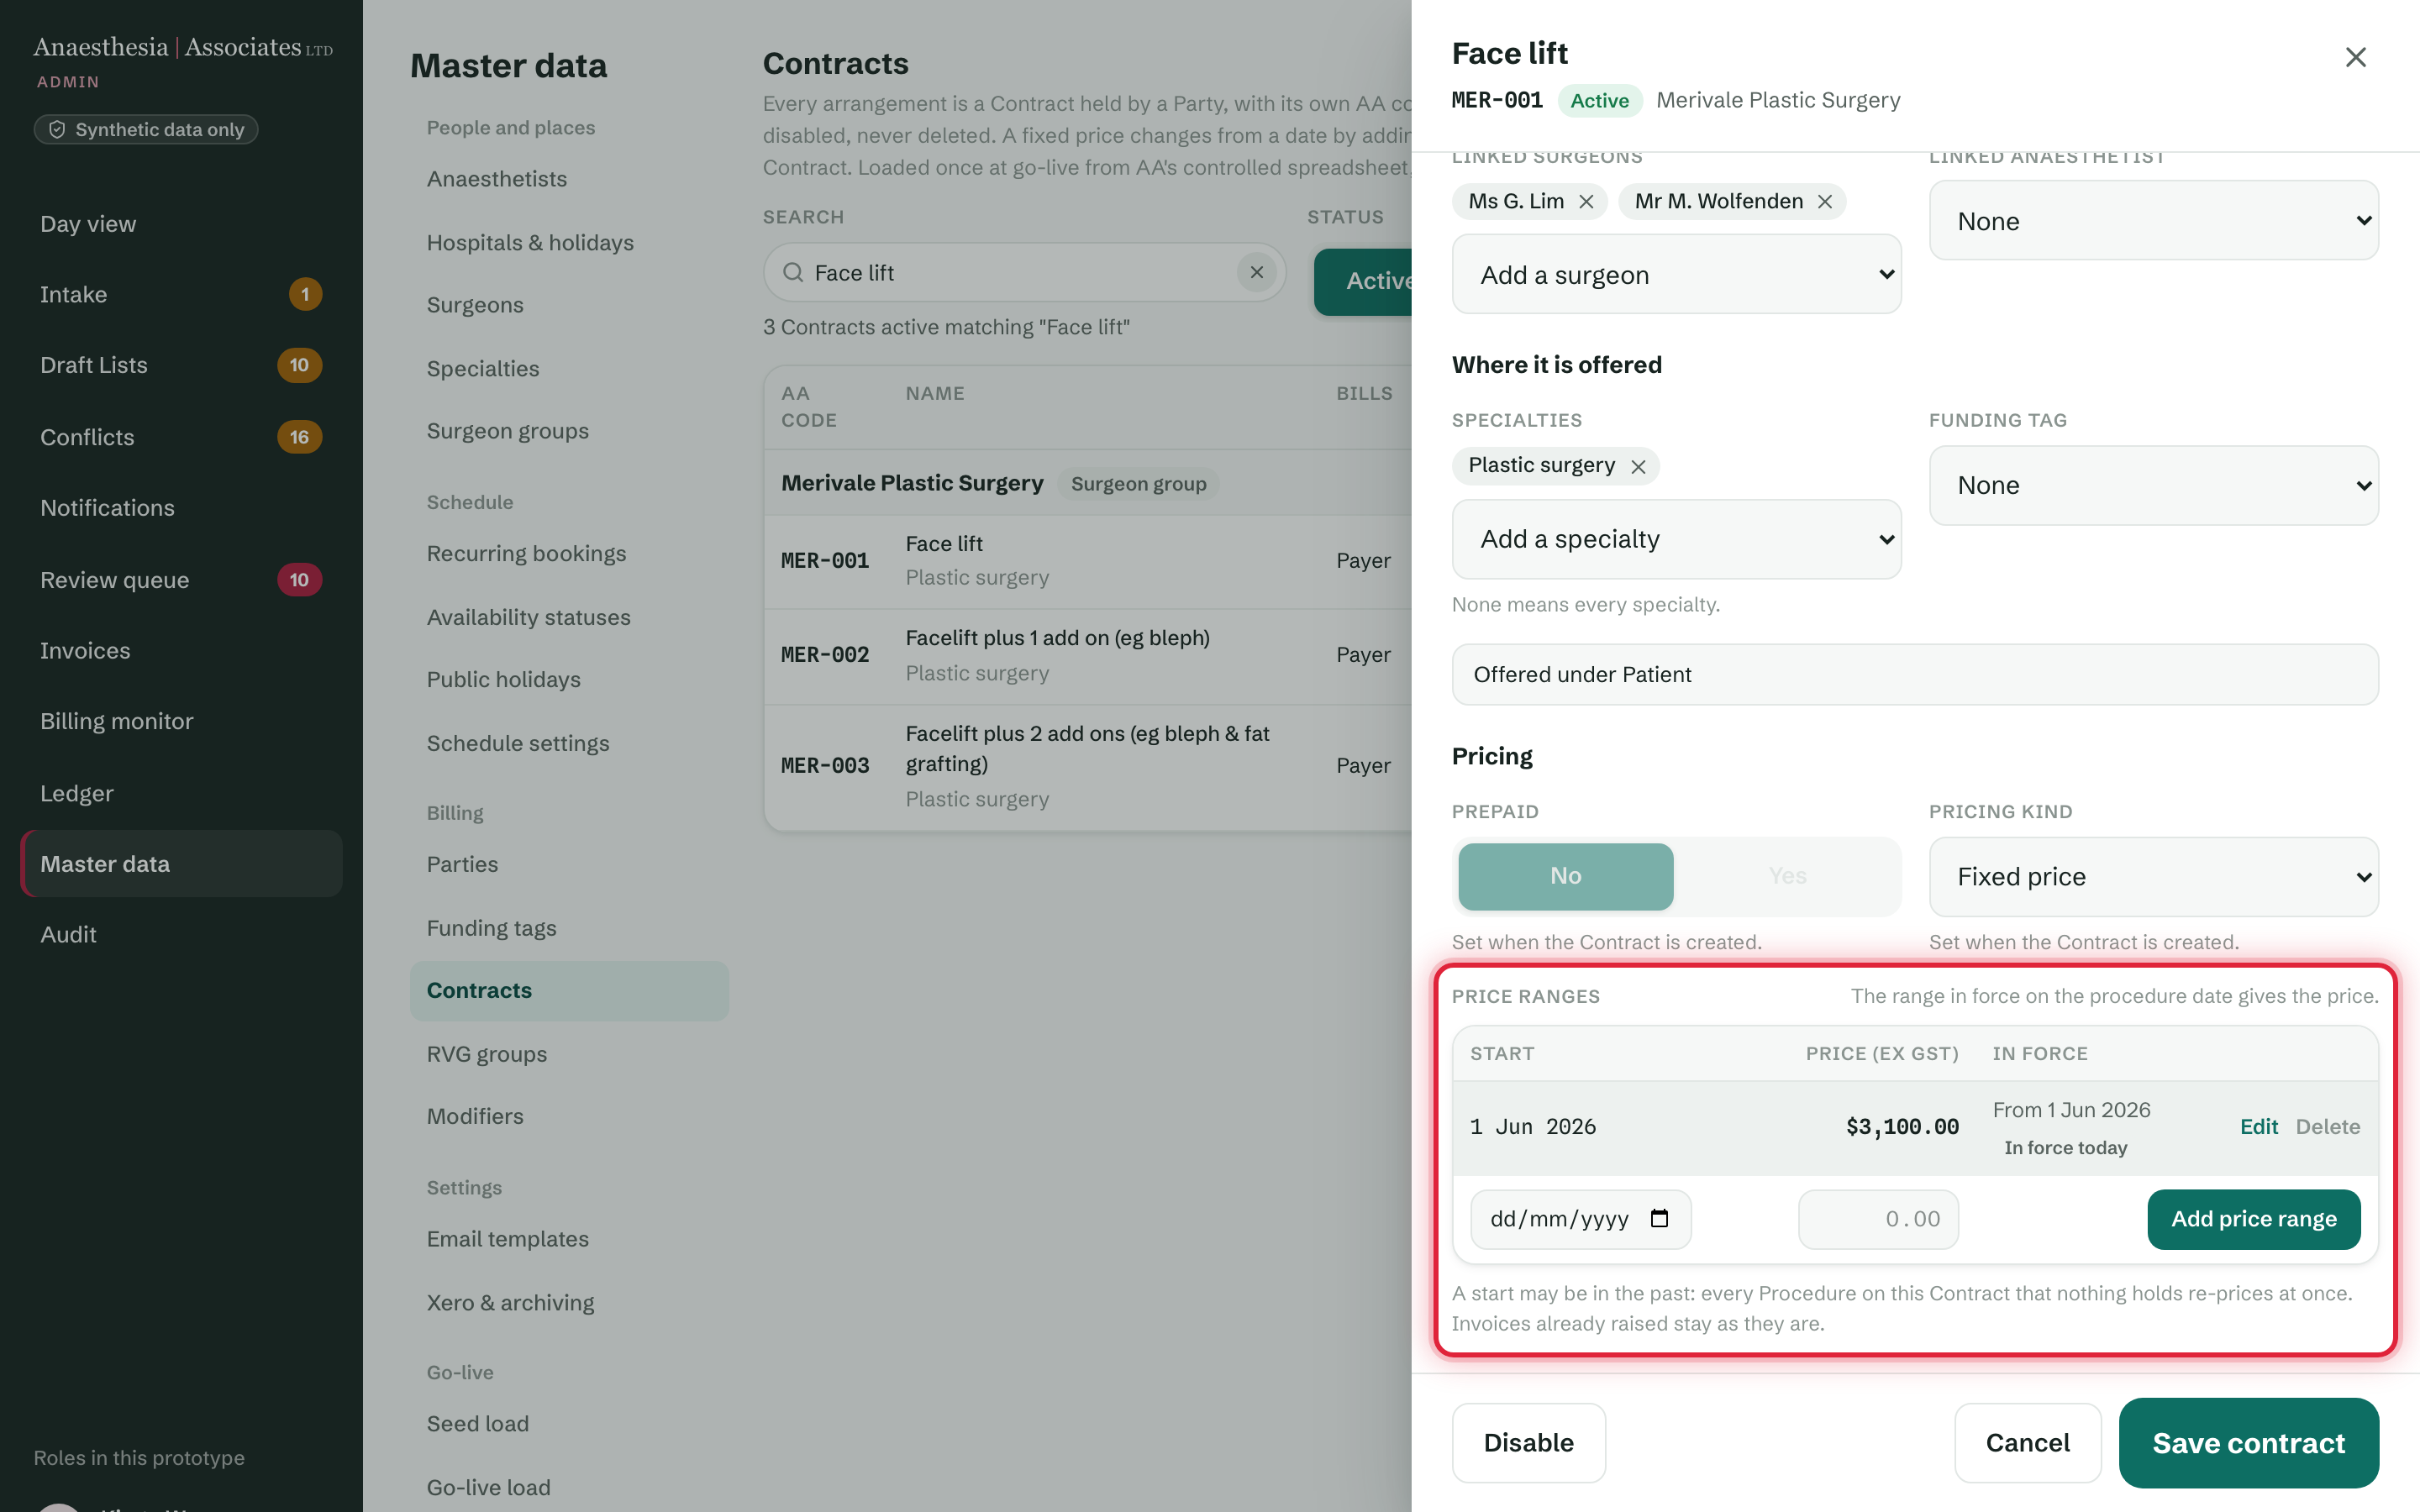 Anaesthesia | Associates LTD
ADMIN
Synthetic data only
Day view
Intake 1
Draft Lists 10
Conflicts 16
Notifications
Review queue 10
Invoices
Billing monitor
Ledger
Master data
Audit
Roles in this prototype
Master data
People and places
Anaesthetists
Hospitals & holidays
Surgeons
Specialties
Surgeon groups
Schedule
Recurring bookings
Availability statuses
Public holidays
Schedule settings
Billing
Parties
Funding tags
Contracts
RVG groups
Modifiers
Settings
Email templates
Xero & archiving
Go-live
Seed load
Go-live load
Contracts
Every arrangement is a Contract held by a Party, with its own AA co
disabled, never deleted. A fixed price changes from a date by addin
Contract. Loaded once at go-live from AA's controlled spreadsheet,
SEARCH
STATUS
Face lift
Active
3 Contracts active matching "Face lift"
AA CODE
NAME
BILLS
Merivale Plastic Surgery Surgeon group
MER-001 Face lift Payer
Plastic surgery
MER-002 Facelift plus 1 add on (eg bleph) Payer
Plastic surgery
MER-003 Facelift plus 2 add ons (eg bleph & fat
grafting) Payer
Plastic surgery
Face lift
MER-001 Active Merivale Plastic Surgery
LINKED SURGEONS
LINKED ANAESTHETIST
Ms G. Lim
Mr M. Wolfenden
None
Add a surgeon
Where it is offered
SPECIALTIES
FUNDING TAG
Plastic surgery
None
Add a specialty
None means every specialty.
Offered under Patient
Pricing
PREPAID
PRICING KIND
No Yes
Fixed price
Set when the Contract is created.
Set when the Contract is created.
PRICE RANGES
The range in force on the procedure date gives the price.
START PRICE (EX GST) IN FORCE
1 Jun 2026 $3,100.00 From 1 Jun 2026 Edit Delete
In force today
dd/mm/yyyy 0.00 Add price range
A start may be in the past: every Procedure on this Contract that nothing holds re-prices at once.
Invoices already raised stay as they are.
Disable Cancel Save contract